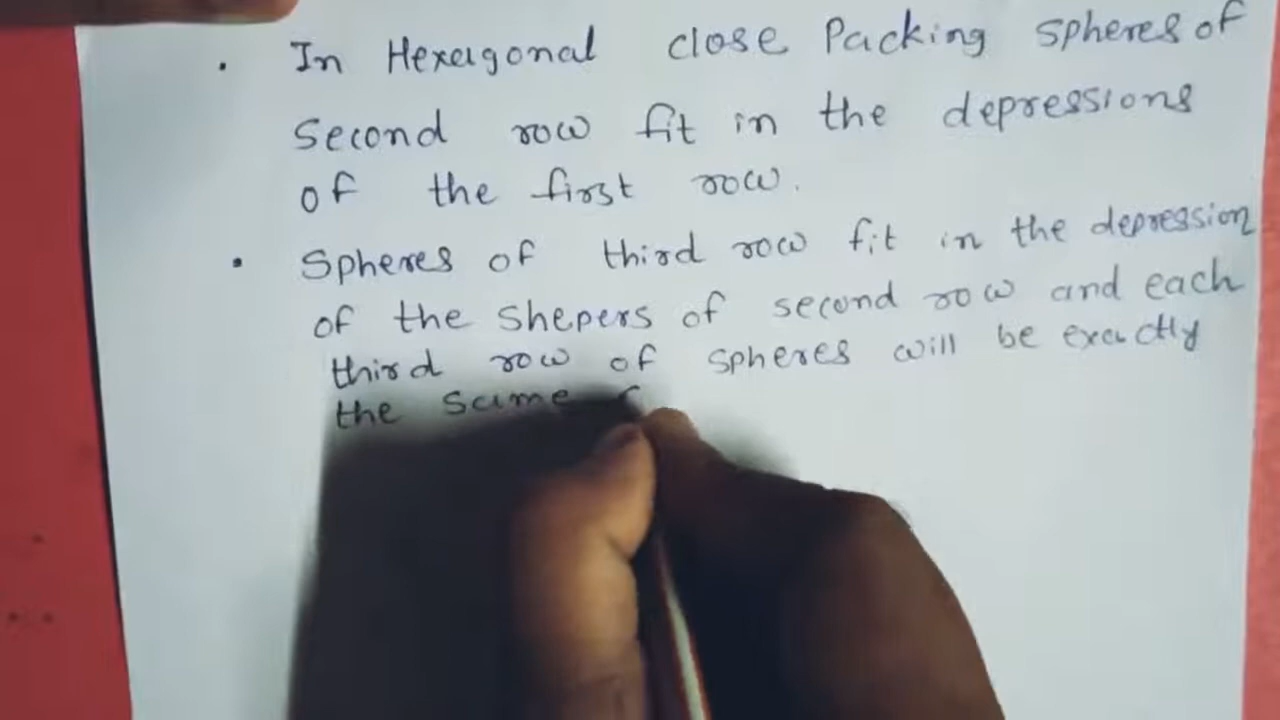 • In Hexagonal close Packing Spheres of
Second row fit in the depressions
of the first row.
• Spheres of third row fit in the depression
of the Shepers of second row and each
third row of spheres will be exactly
the same